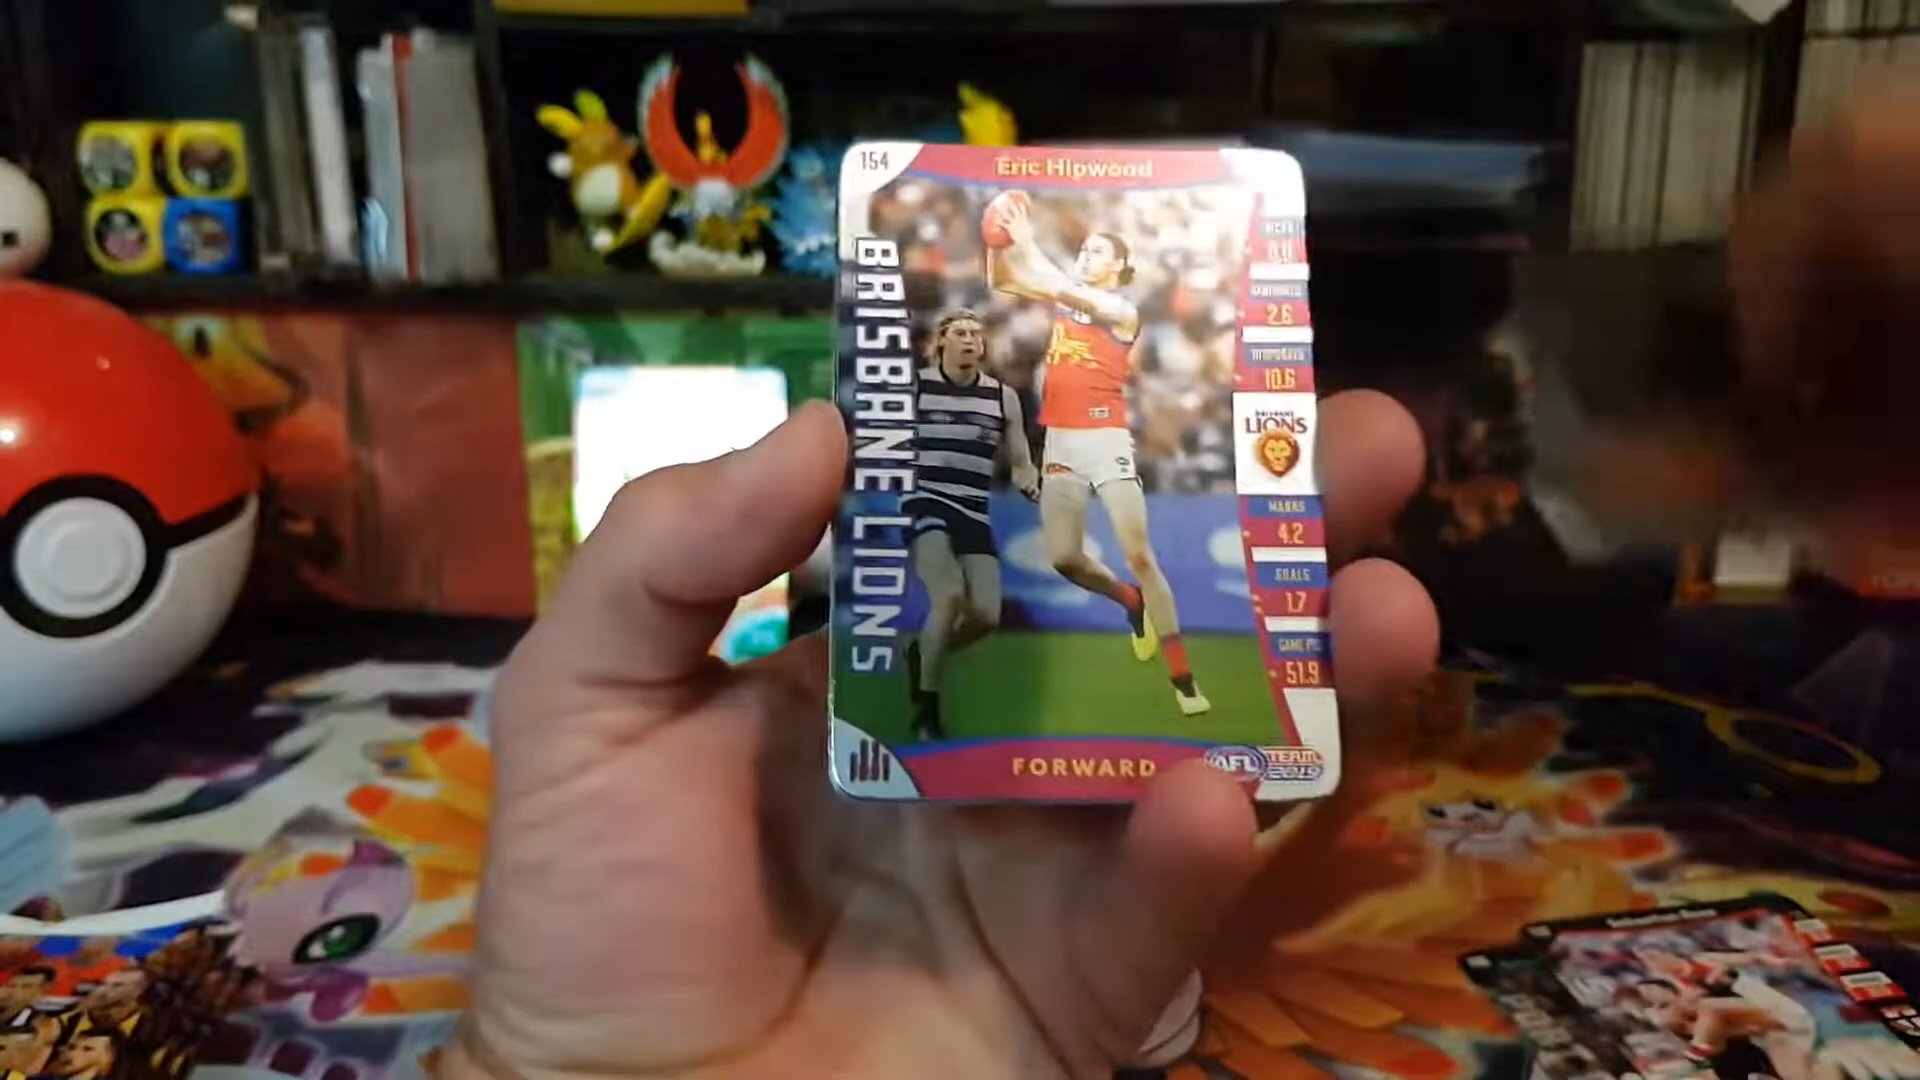 154
Eric Hipwood
BRISBANE LIONS
2.6
10.6
LIONS
MARKS
4.2
GOALS
1.7
51.9
FORWARD
AFL
TEAM